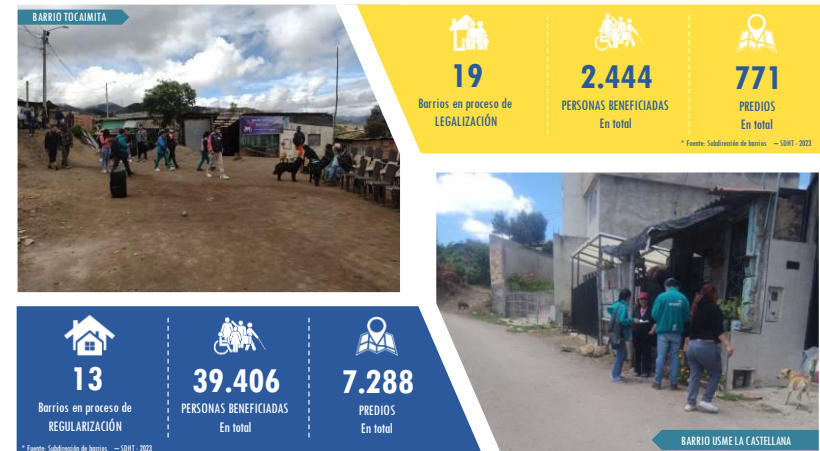 BARRIO TOCAIMITA
19
Barrios en proceso de
LEGALIZACIÓN
2.444
PERSONAS BENEFICIADAS
En total
771
PREDIOS
En total
* Fuente: Subdirección de barrios – SDHT - 2023
13
Barrios en proceso de
REGULARIZACIÓN
39.406
PERSONAS BENEFICIADAS
En total
7.288
PREDIOS
En total
* Fuente: Subdirección de barrios – SDHT - 2023
BARRIO USME LA CASTELLANA